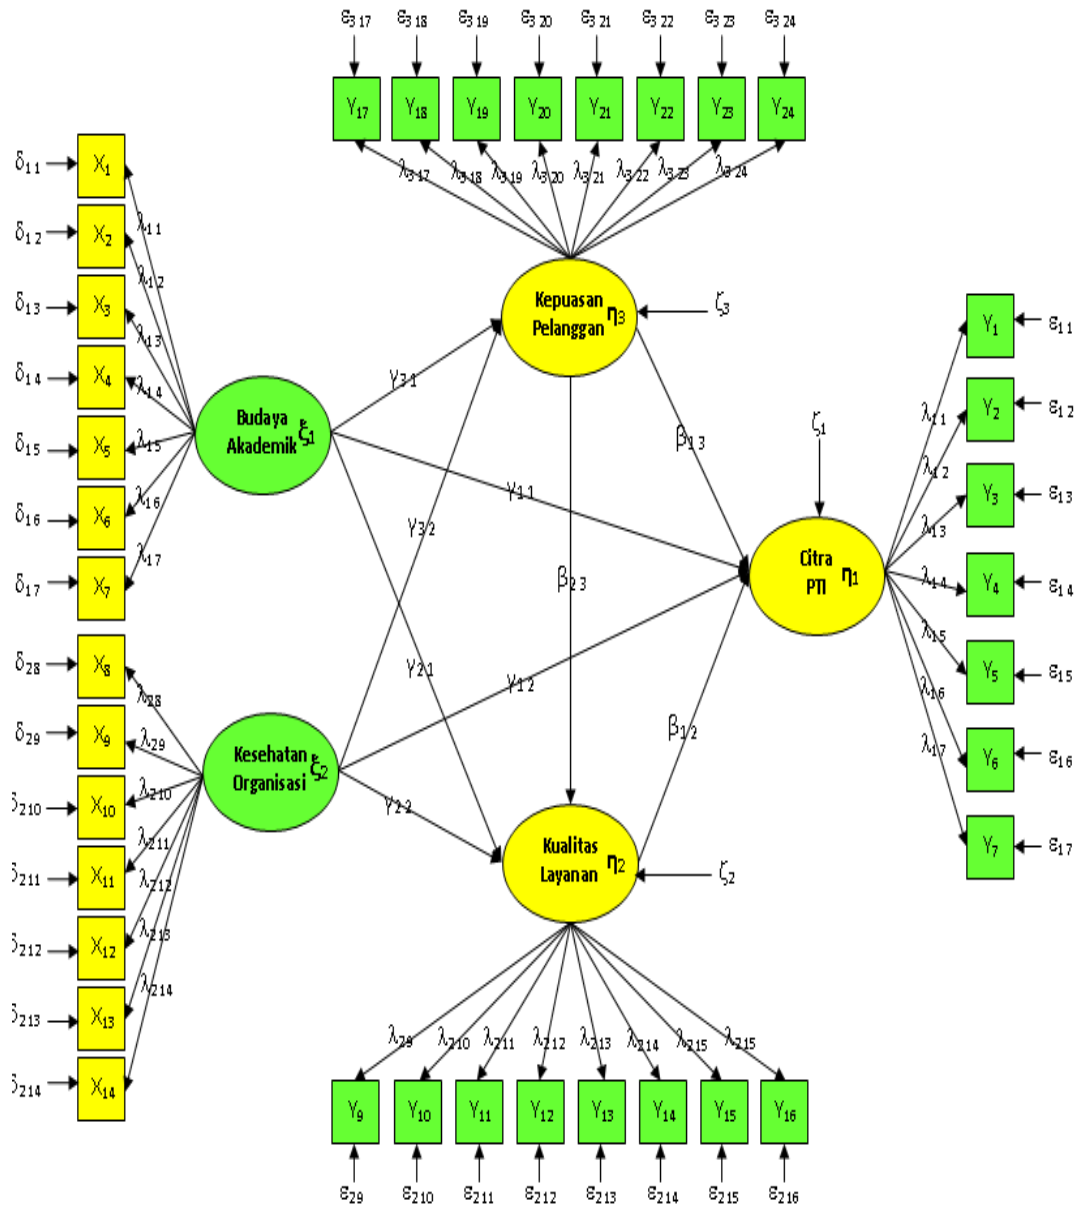 ε3 17 ε3 18 ε3 19 ε3 20 ε3 21 ε3 22 ε3 23 ε3 24
Y17 Y18 Y19 Y20 Y21 Y22 Y23 Y24
λ3 17 λ3 18 λ3 19 λ3 20 λ3 21 λ3 22 λ3 23 λ3 24
δ11 X1 λ11
δ12 X2 λ12
δ13 X3 λ13
δ14 X4 λ14
δ15 X5 λ15
δ16 X6 λ16
δ17 X7 λ17
Kepuasan
Pelanggan η3
ζ3
Budaya
Akademik ξ1
γ3 1
γ1 1
γ3 2
γ2 1
γ1 2
γ2 2
β1 3
β2 3
β1 2
ζ1
Citra
PTI η1
λ11 Y1 ε11
λ12 Y2 ε12
λ13 Y3 ε13
λ14 Y4 ε14
λ15 Y5 ε15
λ16 Y6 ε16
λ17 Y7 ε17
δ28 X8 λ28
δ29 X9 λ29
δ210 X10 λ210
δ211 X11 λ211
δ212 X12 λ212
δ213 X13 λ213
δ214 X14 λ214
Kesehatan
Organisasi ξ2
Kualitas
Layanan η2
ζ2
λ29 λ210 λ211 λ212 λ213 λ214 λ215 λ215
Y9 Y10 Y11 Y12 Y13 Y14 Y15 Y16
ε29 ε210 ε211 ε212 ε213 ε214 ε215 ε216